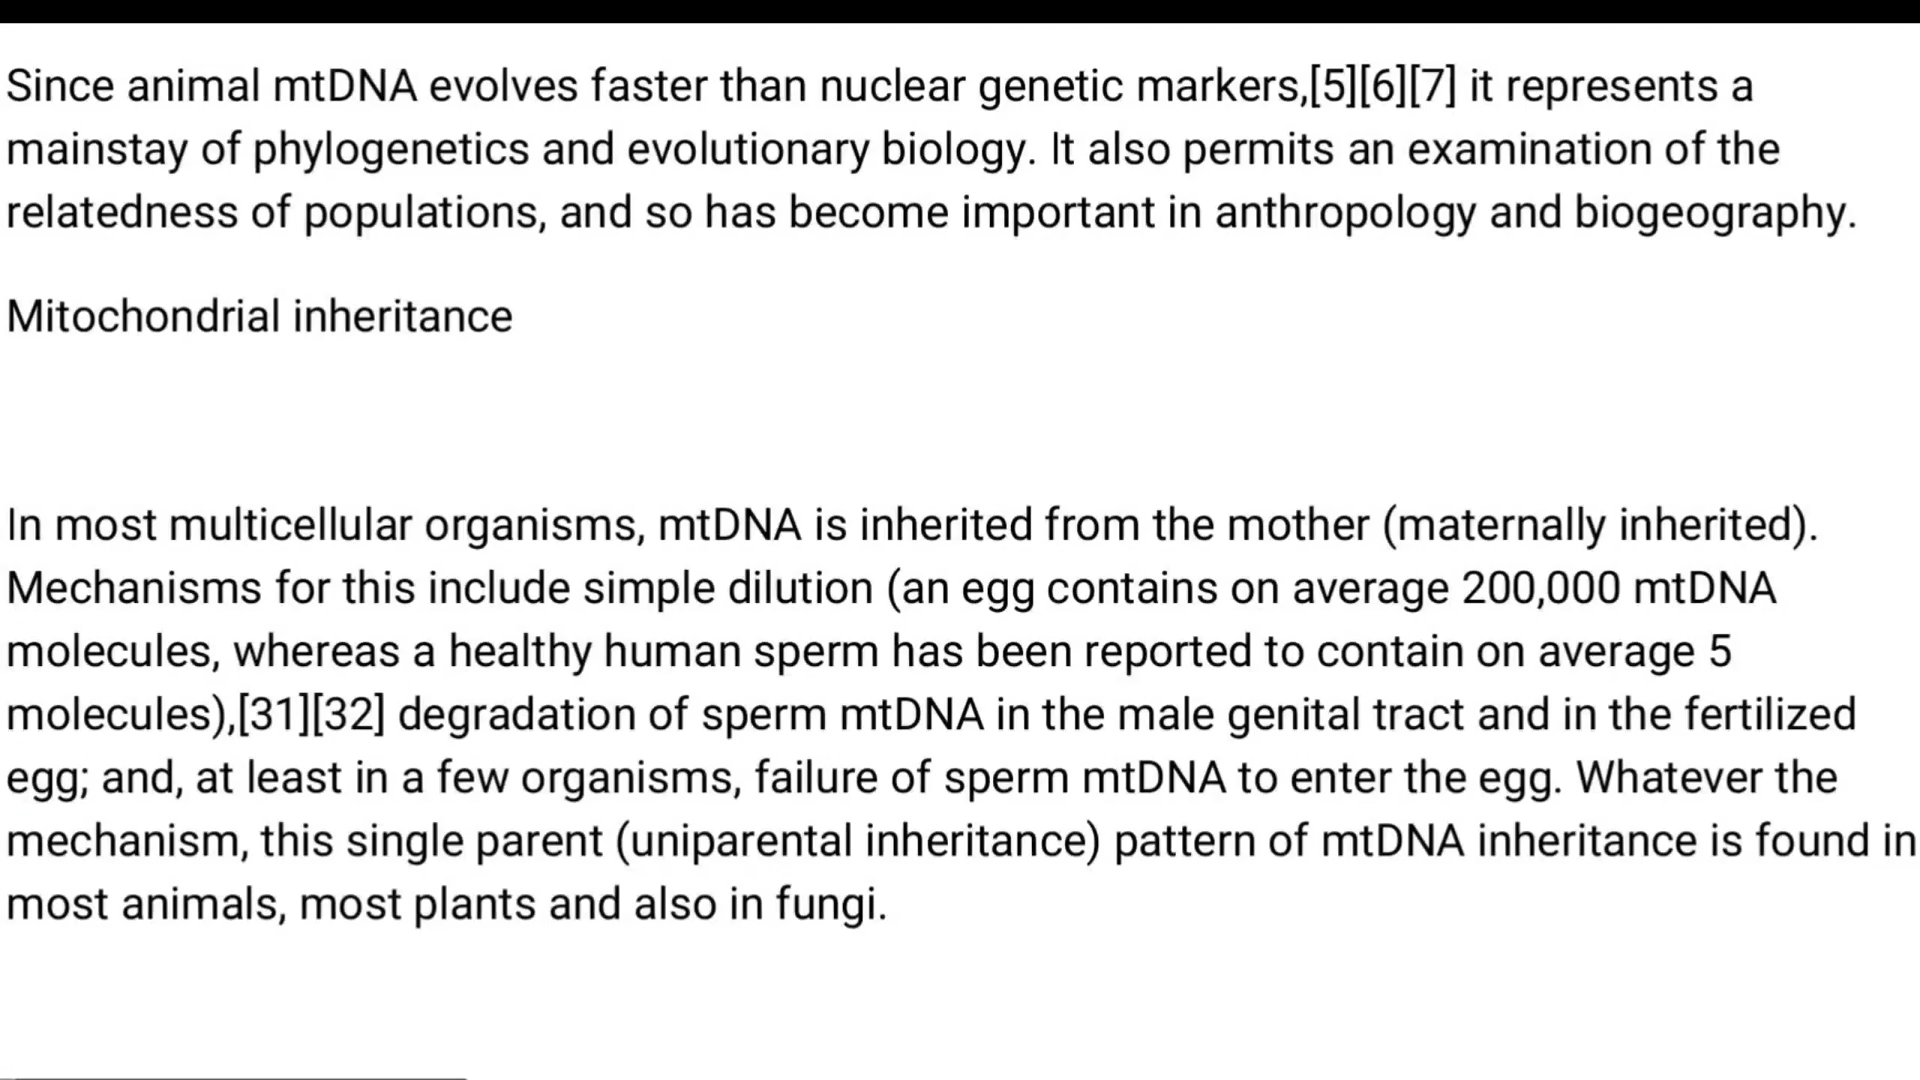 Since animal mtDNA evolves faster than nuclear genetic markers,[5][6][7] it represents a
mainstay of phylogenetics and evolutionary biology. It also permits an examination of the
relatedness of populations, and so has become important in anthropology and biogeography.
Mitochondrial inheritance
In most multicellular organisms, mtDNA is inherited from the mother (maternally inherited).
Mechanisms for this include simple dilution (an egg contains on average 200,000 mtDNA
molecules, whereas a healthy human sperm has been reported to contain on average 5
molecules),[31][32] degradation of sperm mtDNA in the male genital tract and in the fertilized
egg; and, at least in a few organisms, failure of sperm mtDNA to enter the egg. Whatever the
mechanism, this single parent (uniparental inheritance) pattern of mtDNA inheritance is found in
most animals, most plants and also in fungi.